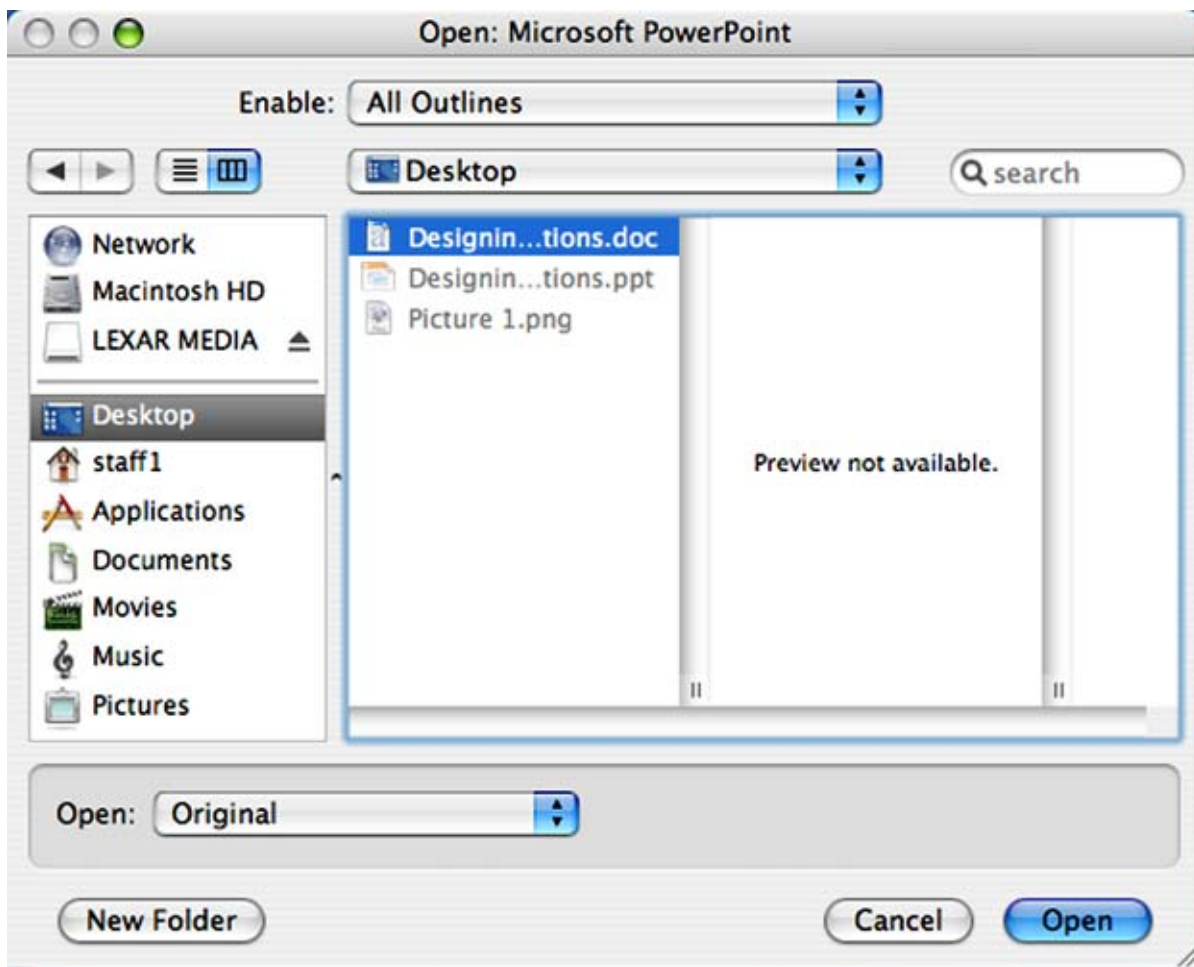 Open: Microsoft PowerPoint
Enable: All Outlines
Desktop
search
Network
Macintosh HD
LEXAR MEDIA
Desktop
staff1
Applications
Documents
Movies
Music
Pictures
Designin...tions.doc
Designin...tions.ppt
Picture 1.png
Preview not available.
Open: Original
New Folder
Cancel
Open